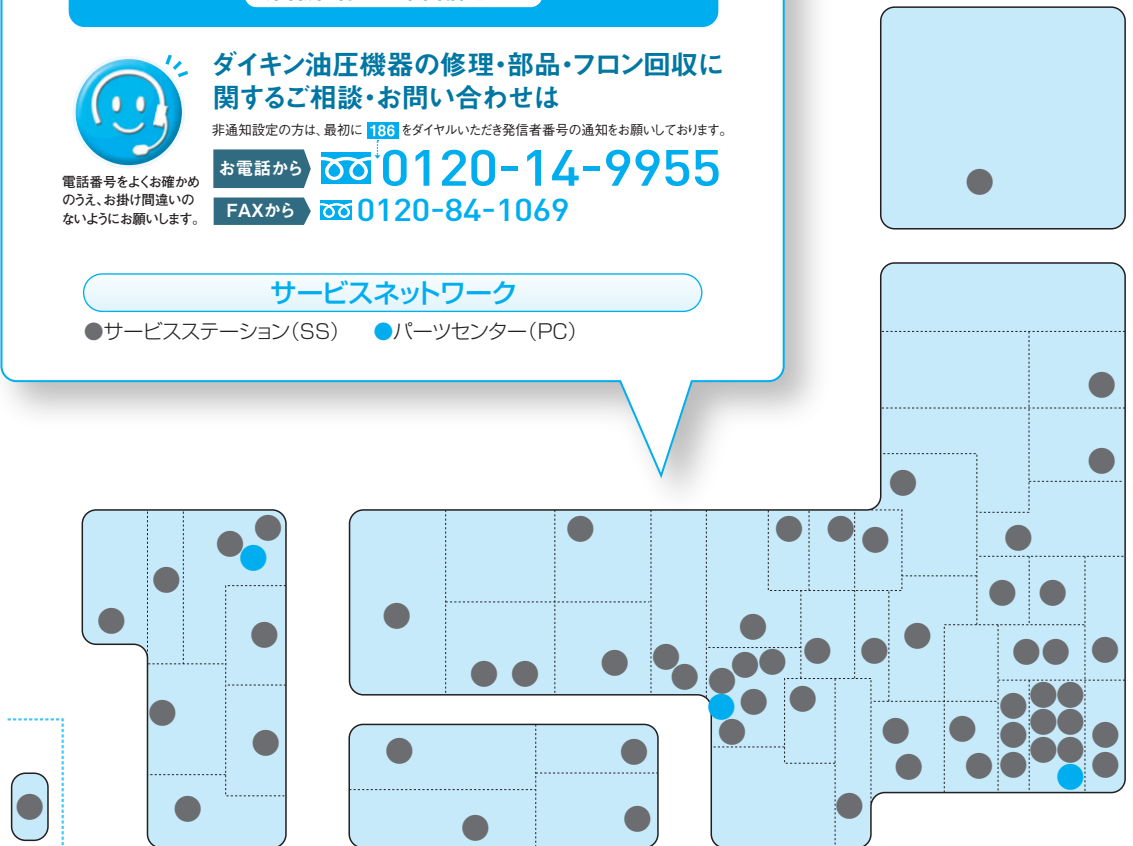 ダイキン油圧機器の修理・部品・フロン回収に
関するご相談・お問い合わせは
非通知設定の方は、最初に 186 をダイヤルいただき発信者番号の通知をお願いしております。
お電話から 0120-14-9955
FAXから 0120-84-1069
電話番号をよくお確かめ
のうえ、お掛け間違いの
ないようにお願いします。
サービスネットワーク
●サービスステーション(SS) ●パーツセンター(PC)